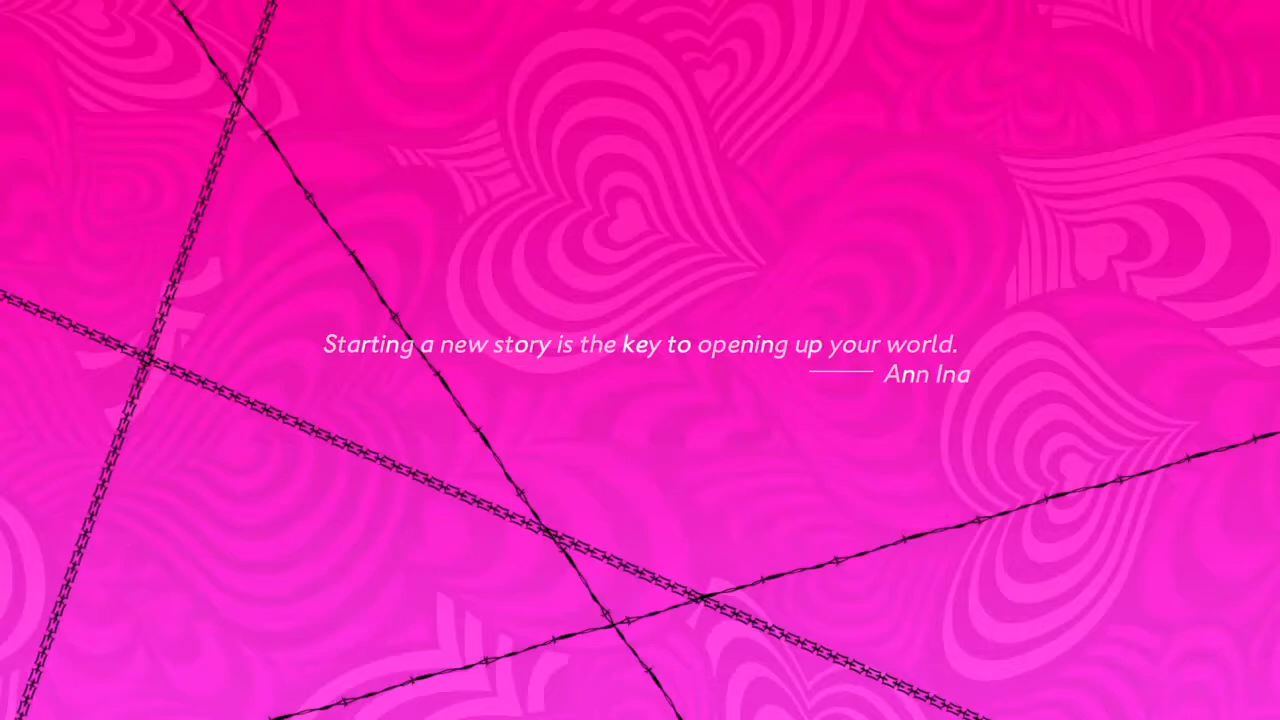 Starting a new story is the key to opening up your world.
—— Ann Ina